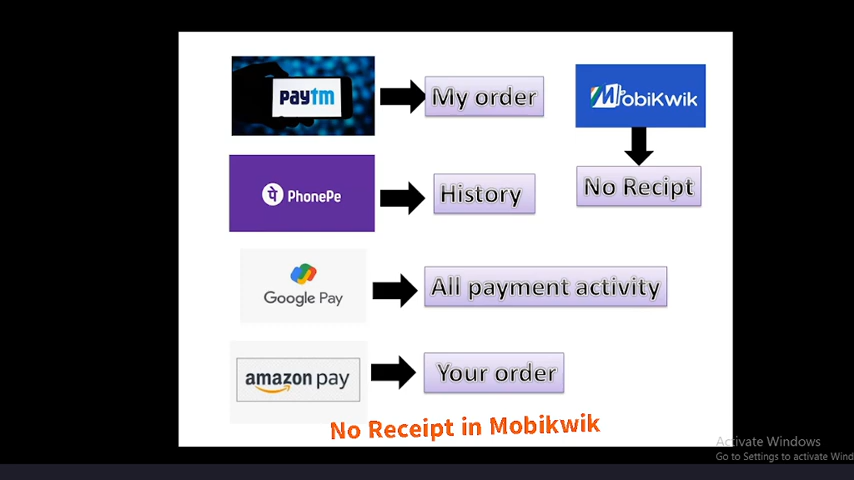 paytm
My order
MobiKwik
PhonePe
History
No Recipt
Google Pay
All payment activity
amazon pay
Your order
No Receipt in Mobikwik
Activate Windows
Go to Settings to activate Wind